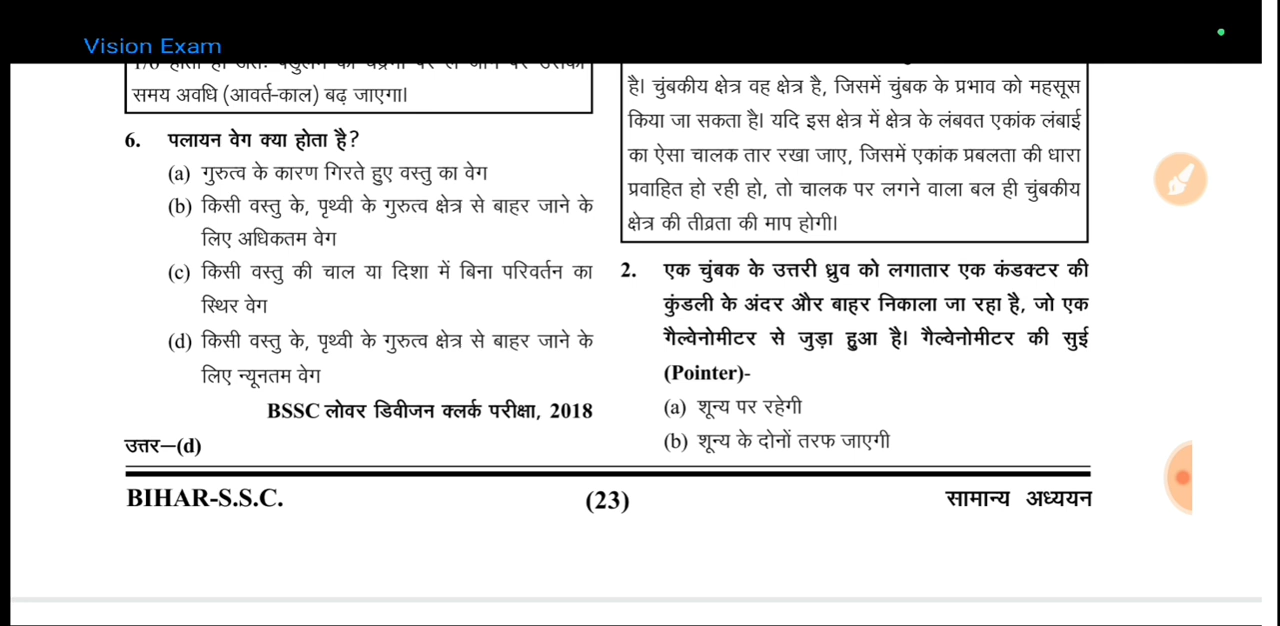 Vision Exam
समय अवधि (आवर्त-काल) बढ़ जाएगा।
6. पलायन वेग क्या होता है?
(a) गुरुत्व के कारण गिरते हुए वस्तु का वेग
(b) किसी वस्तु के, पृथ्वी के गुरुत्व क्षेत्र से बाहर जाने के
लिए अधिकतम वेग
(c) किसी वस्तु की चाल या दिशा में बिना परिवर्तन का
स्थिर वेग
(d) किसी वस्तु के, पृथ्वी के गुरुत्व क्षेत्र से बाहर जाने के
लिए न्यूनतम वेग
BSSC लोवर डिवीजन क्लर्क परीक्षा, 2018
उत्तर–(d)
है। चुंबकीय क्षेत्र वह क्षेत्र है, जिसमें चुंबक के प्रभाव को महसूस
किया जा सकता है। यदि इस क्षेत्र में क्षेत्र के लंबवत एकांक लंबाई
का ऐसा चालक तार रखा जाए, जिसमें एकांक प्रबलता की धारा
प्रवाहित हो रही हो, तो चालक पर लगने वाला बल ही चुंबकीय
क्षेत्र की तीव्रता की माप होगी।
2. एक चुंबक के उत्तरी ध्रुव को लगातार एक कंडक्टर की
कुंडली के अंदर और बाहर निकाला जा रहा है, जो एक
गैल्वेनोमीटर से जुड़ा हुआ है। गैल्वेनोमीटर की सुई
(Pointer)-
(a) शून्य पर रहेगी
(b) शून्य के दोनों तरफ जाएगी
BIHAR-S.S.C.
(23)
सामान्य अध्ययन